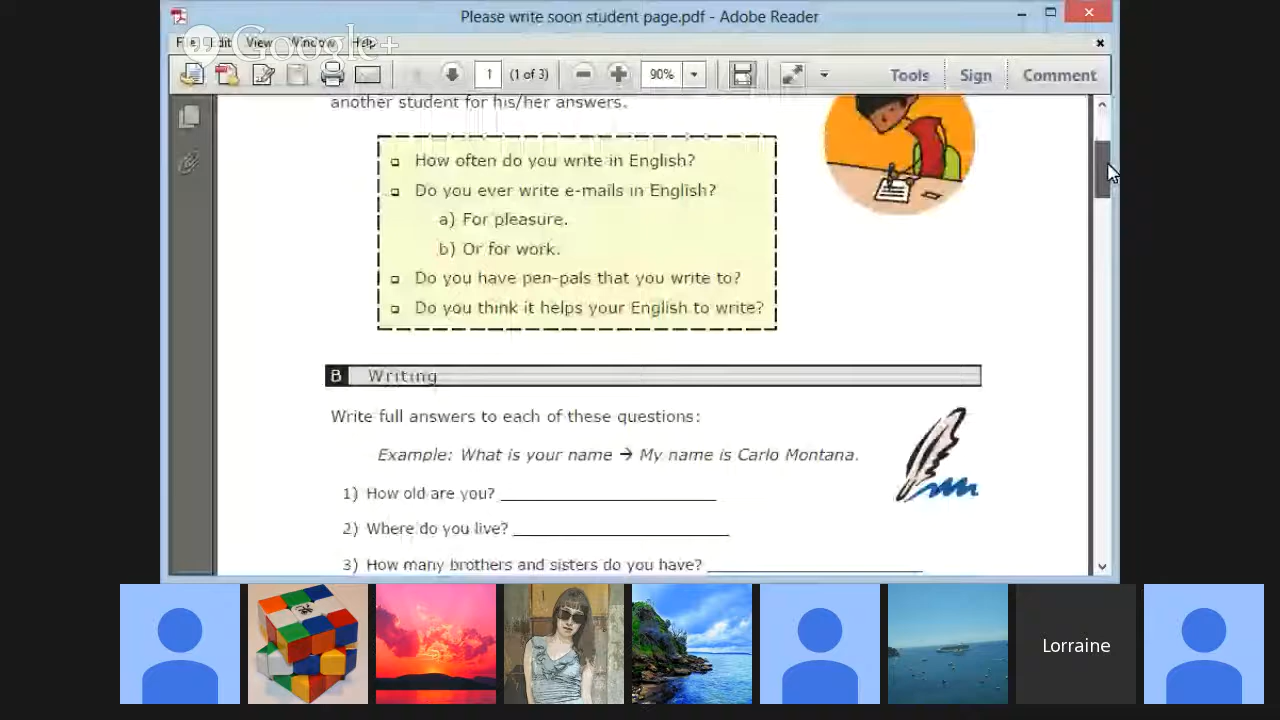 Please write soon student page.pdf - Adobe Reader
Google+
File Edit View Window Help
1 (1 of 3) 90% Tools Sign Comment
another student for his/her answers.
How often do you write in English?
Do you ever write e-mails in English?
a) For pleasure.
b) Or for work.
Do you have pen-pals that you write to?
Do you think it helps your English to write?
B Writing
Write full answers to each of these questions:
Example: What is your name → My name is Carlo Montana.
1) How old are you?
2) Where do you live?
3) How many brothers and sisters do you have?
Lorraine